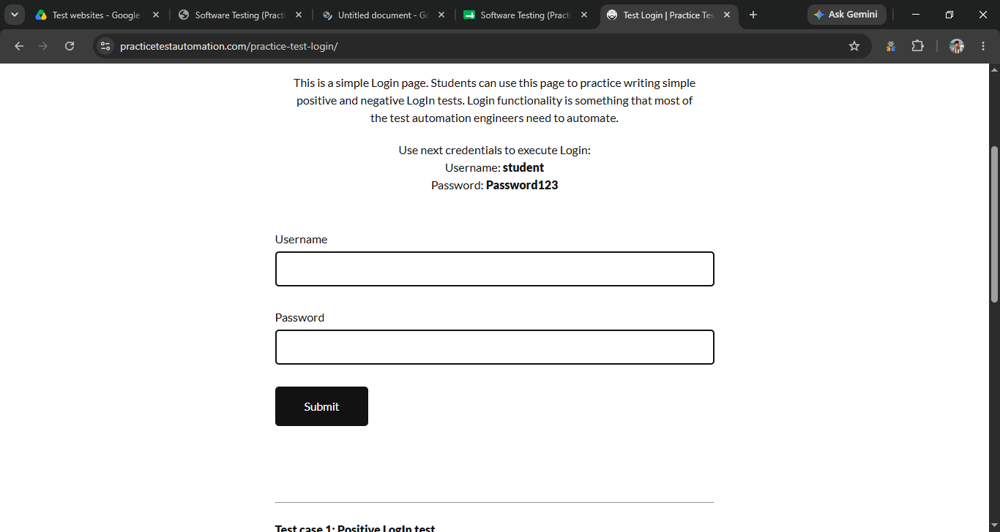 Test websites - Google
Software Testing (Practi
Untitled document - Go
Software Testing (Practi
Test Login | Practice Tes
Ask Gemini
practicetestautomation.com/practice-test-login/
This is a simple Login page. Students can use this page to practice writing simple
positive and negative LogIn tests. Login functionality is something that most of
the test automation engineers need to automate.
Use next credentials to execute Login:
Username: student
Password: Password123
Username
Password
Submit
Test case 1: Positive LogIn test